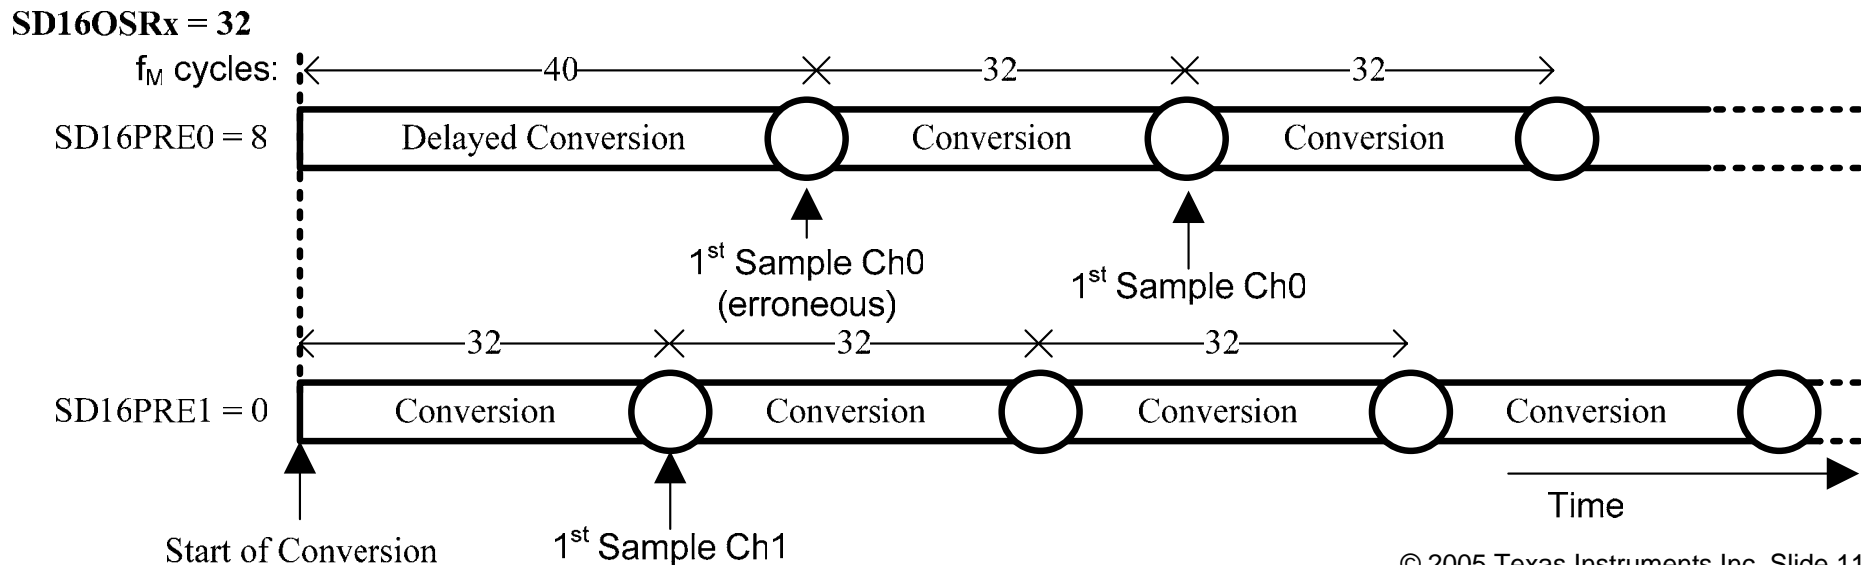 SD16OSRx = 32
fM cycles:
40
32
32
SD16PRE0 = 8
Delayed Conversion
Conversion
Conversion
1st Sample Ch0
(erroneous)
1st Sample Ch0
32
32
32
SD16PRE1 = 0
Conversion
Conversion
Conversion
Conversion
Time
Start of Conversion
1st Sample Ch1
© 2005 Texas Instruments Inc, Slide 11